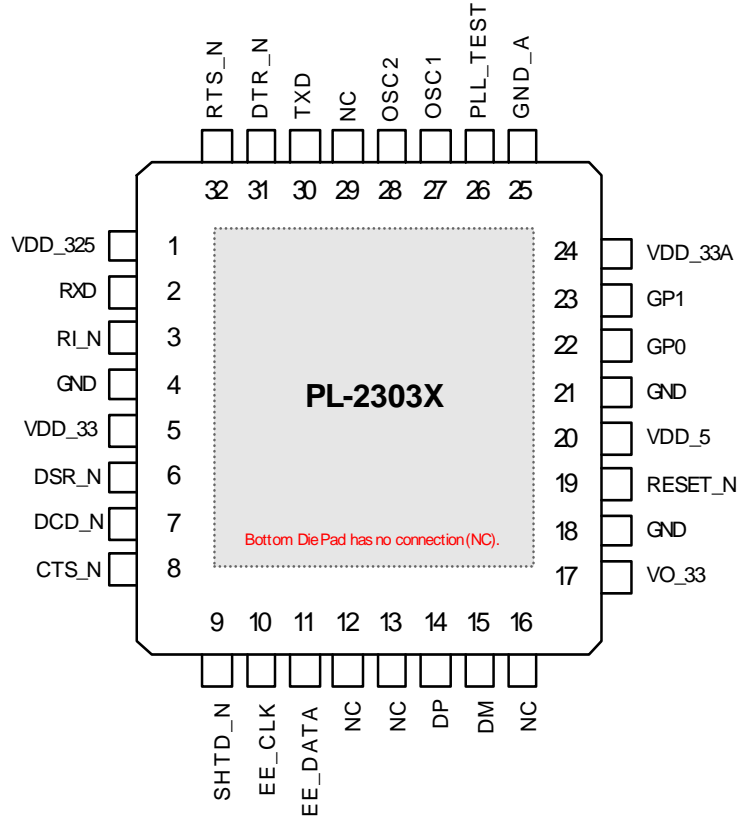 RTS_N
DTR_N
TXD
NC
OSC2
OSC1
PLL_TEST
GND_A
32 31 30 29 28 27 26 25
VDD_325 1
RXD 2
RI_N 3
GND 4
VDD_33 5
DSR_N 6
DCD_N 7
CTS_N 8
24 VDD_33A
23 GP1
22 GP0
21 GND
20 VDD_5
19 RESET_N
18 GND
17 VO_33
PL-2303X
Bottom Die Pad has no connection (NC).
9 10 11 12 13 14 15 16
SHTD_N
EE_CLK
EE_DATA
NC
NC
DP
DM
NC